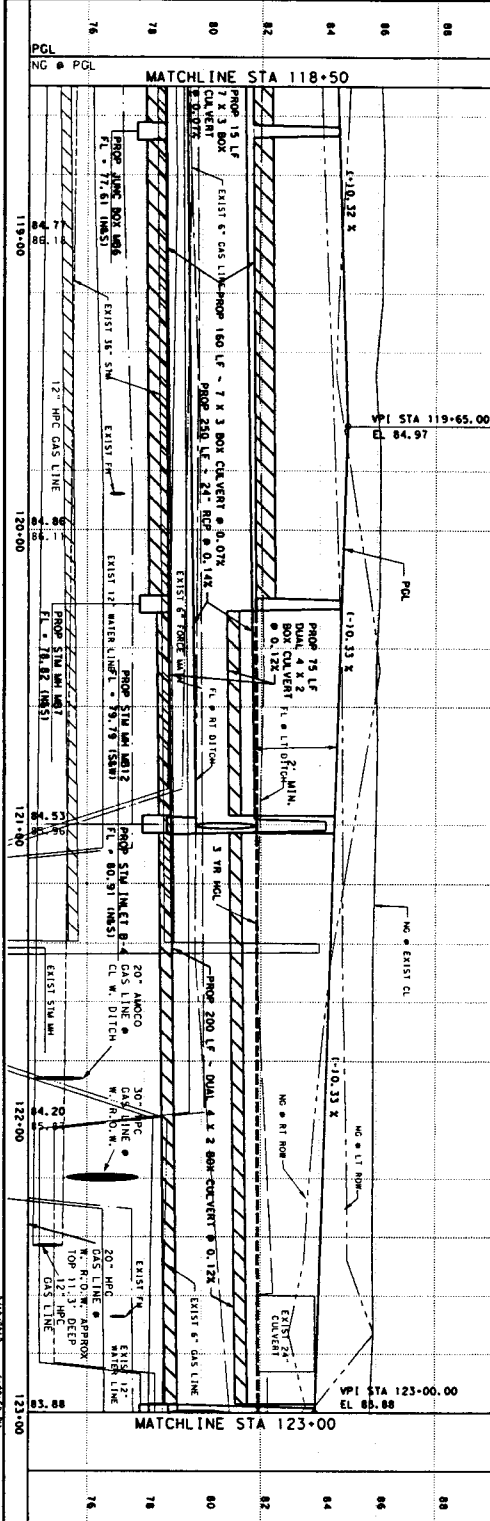 76 78 80 82 84 86 88
PGL
NG @ PGL
MATCHLINE STA 118+50
PROP 15 LF
7 X 3 BOX
CULVERT
@ 0.07%
(+)0.32 %
PROP JUNC BOX MB6
FL = 77.61 (N&S)
EXIST 6" GAS LINE
PROP 160 LF ~ 7 X 3 BOX CULVERT @ 0.07%
PROP 250 LF ~ 24" RCP @ 0.14%
119+00
84.77
86.18
EXIST 36" STM
12" HPC GAS LINE
EXIST FM
VPI STA 119+65.00
EL 84.97
120+00
84.86
86.11
EXIST 12" WATER LINE
EXIST 6" FORCE MAIN
PGL
(-)0.33 %
PROP STM MH MB7
FL = 78.82 (N&S)
PROP STM MH MB12
FL = 79.79 (S&W)
PROP 75 LF
DUAL 4 X 2
BOX CULVERT
@ 0.12%
FL @ RT DITCH
FL @ LT DITCH
2' MIN.
121+00
84.53
85.96
PROP STM INLET B-4
FL = 80.91 (N&S)
3 YR HGL
NG @ EXIST CL
EXIST STM MH
20" AMOCO
GAS LINE @
CL W. DITCH
PROP 200 LF ~ DUAL 4 X 2 BOX CULVERT @ 0.12%
(-)0.33 %
NG @ RT ROW
NG @ LT ROW
122+00
84.20
30" HPC
GAS LINE @
W. R.O.W.
20" HPC
GAS LINE @
W. R.O.W. APPROX
TOP 11.3' DEEP
12" HPC
GAS LINE
EXIST FM
EXIST 12"
WATER LINE
EXIST 6" GAS LINE
EXIST 24"
CULVERT
123+00
83.88
VPI STA 123+00.00
EL 83.88
MATCHLINE STA 123+00
76 78 80 82 84 86 88